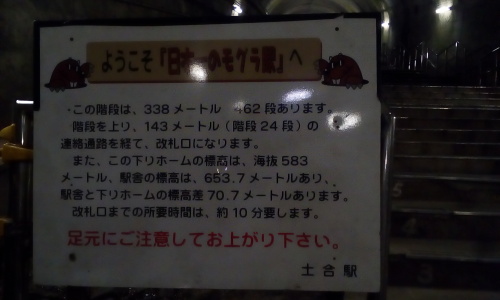 ようこそ『日本一のモグラ駅』へ
この階段は、338メートル 462段あります。
階段を上り、143メートル(階段24段)の
連絡通路を経て、改札口になります。
また、この下りホームの標高は、海抜583
メートル、駅舎の標高は、653.7メートルあり、
駅舎と下りホームの標高差70.7メートルあります。
改札口までの所要時間は、約10分要します。
足元にご注意してお上がり下さい。
土合駅
5
3